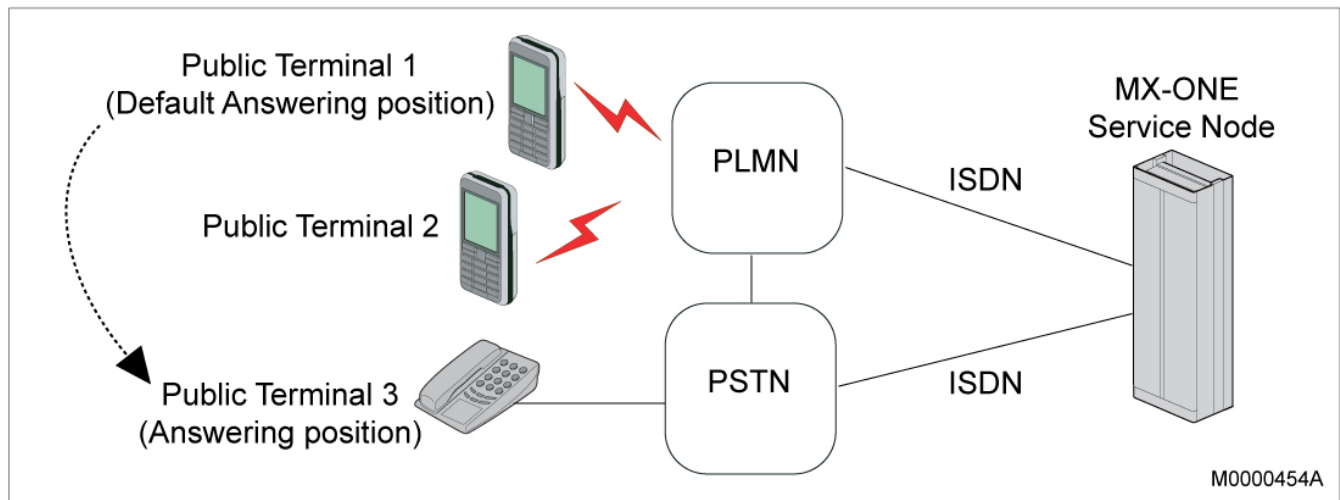 Public Terminal 1
(Default Answering position)
PLMN
MX-ONE
Service Node
ISDN
Public Terminal 2
PSTN
ISDN
Public Terminal 3
(Answering position)
M0000454A